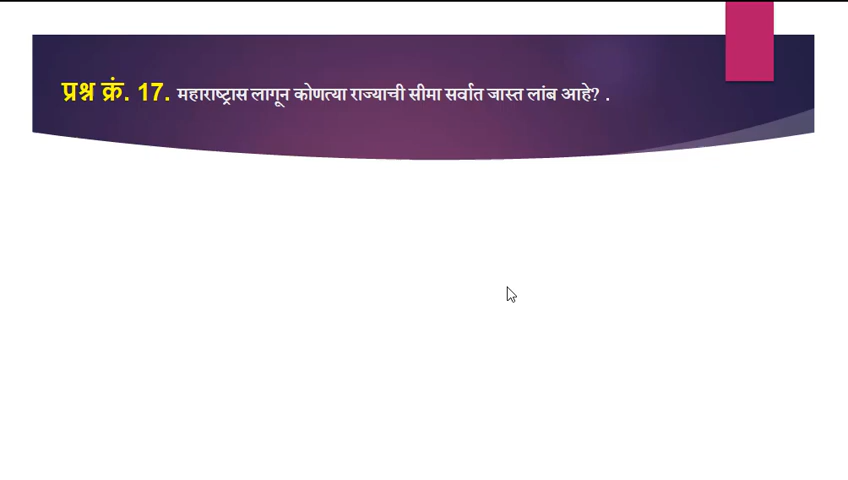 प्रश्न क्रं. 17. महाराष्ट्रास लागून कोणत्या राज्याची सीमा सर्वात जास्त लांब आहे? .